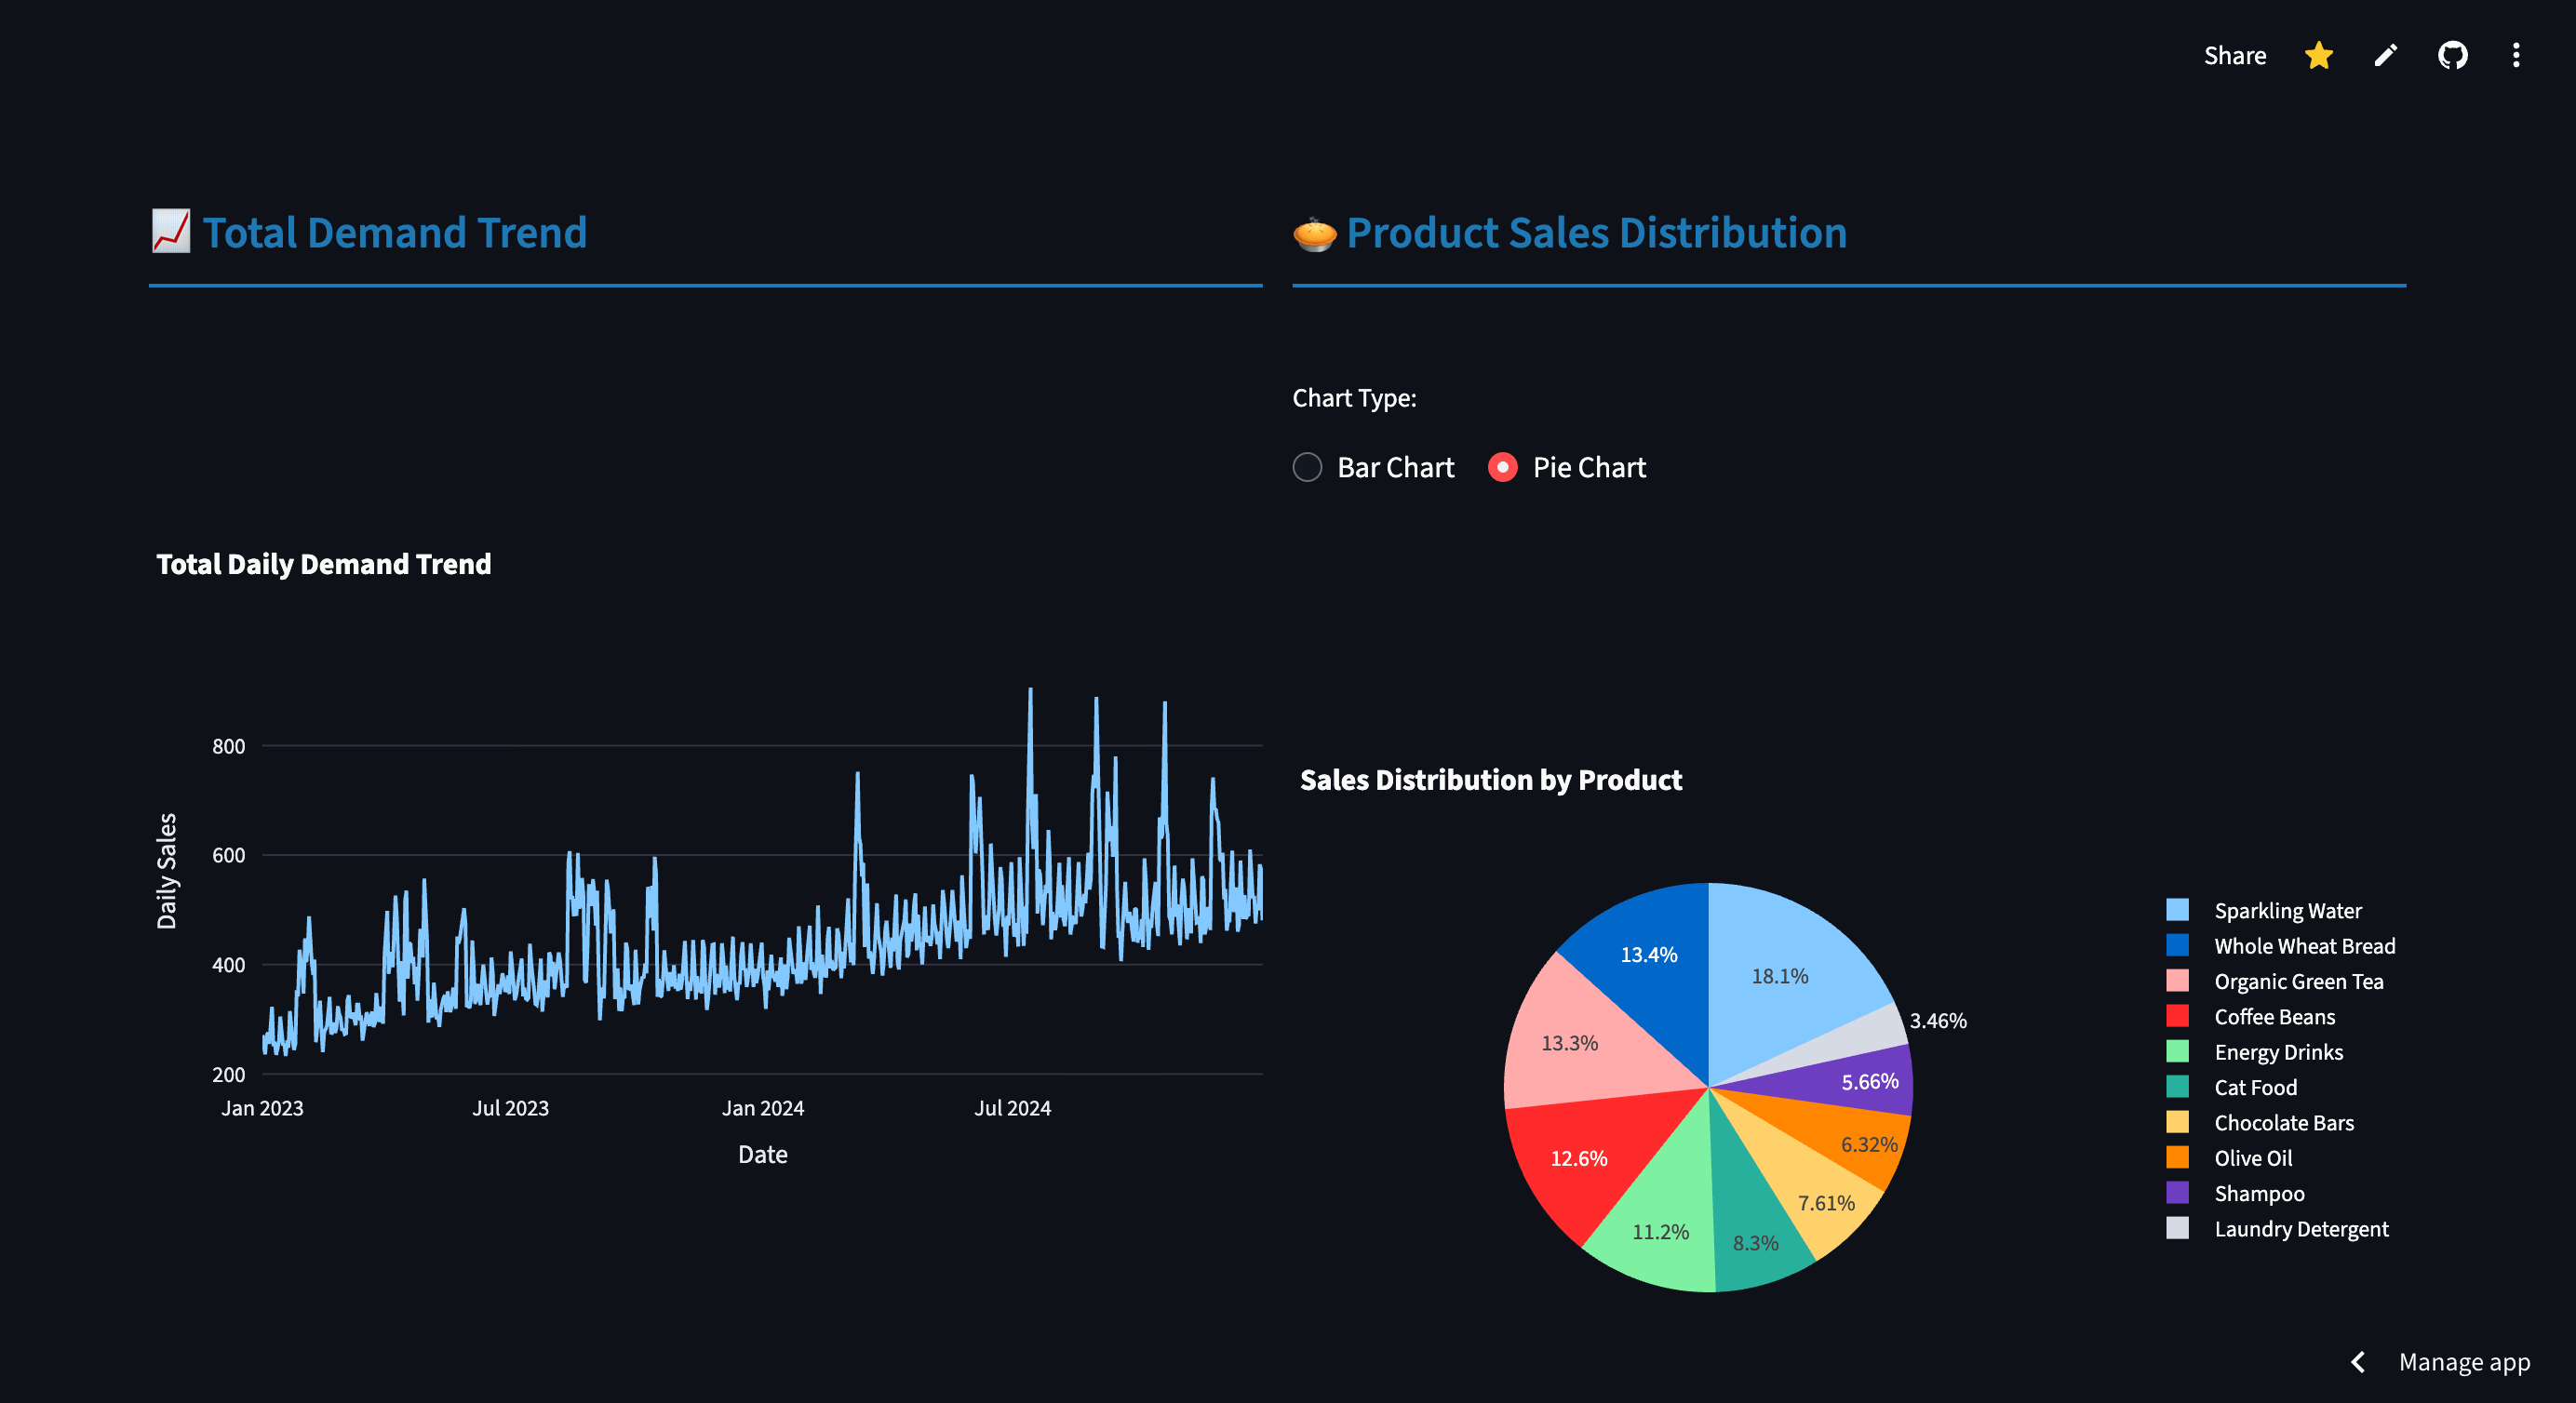 Share
📈 Total Demand Trend
🥧 Product Sales Distribution
Chart Type:
Bar Chart
Pie Chart
Total Daily Demand Trend
800
600
400
200
Daily Sales
Jan 2023
Jul 2023
Jan 2024
Jul 2024
Date
Sales Distribution by Product
18.1%
3.46%
5.66%
6.32%
7.61%
8.3%
11.2%
12.6%
13.3%
13.4%
Sparkling Water
Whole Wheat Bread
Organic Green Tea
Coffee Beans
Energy Drinks
Cat Food
Chocolate Bars
Olive Oil
Shampoo
Laundry Detergent
Manage app